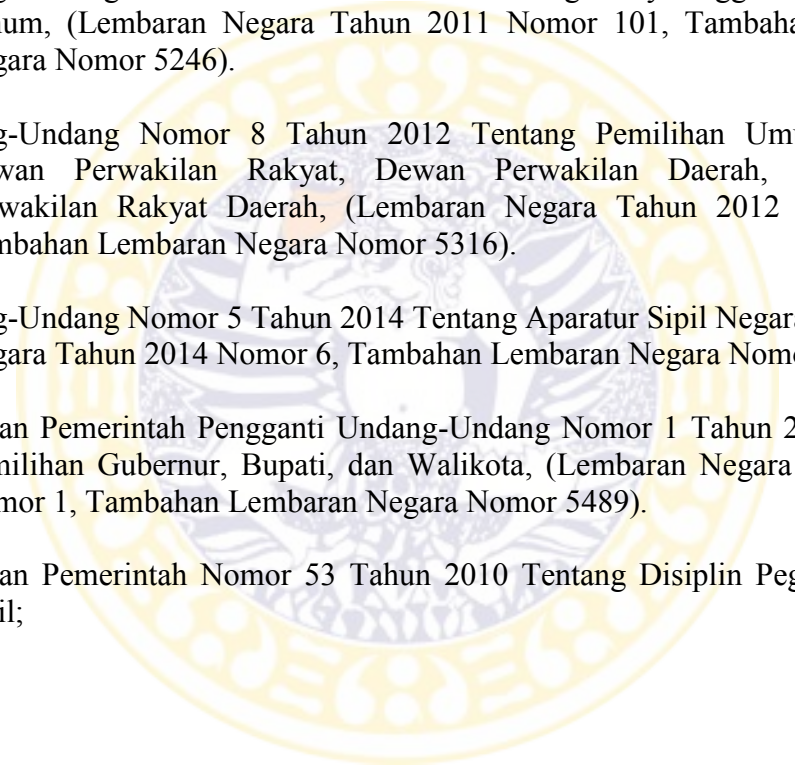 num, (Lembaran Negara Tahun 2011 Nomor 101, Tambaha
gara Nomor 5246).
g-Undang Nomor 8 Tahun 2012 Tentang Pemilihan Um
wan Perwakilan Rakyat, Dewan Perwakilan Daerah,
wakilan Rakyat Daerah, (Lembaran Negara Tahun 2012
mbahan Lembaran Negara Nomor 5316).
g-Undang Nomor 5 Tahun 2014 Tentang Aparatur Sipil Negara
gara Tahun 2014 Nomor 6, Tambahan Lembaran Negara Nomo
an Pemerintah Pengganti Undang-Undang Nomor 1 Tahun 2
milihan Gubernur, Bupati, dan Walikota, (Lembaran Negara
mor 1, Tambahan Lembaran Negara Nomor 5489).
an Pemerintah Nomor 53 Tahun 2010 Tentang Disiplin Peg
il;